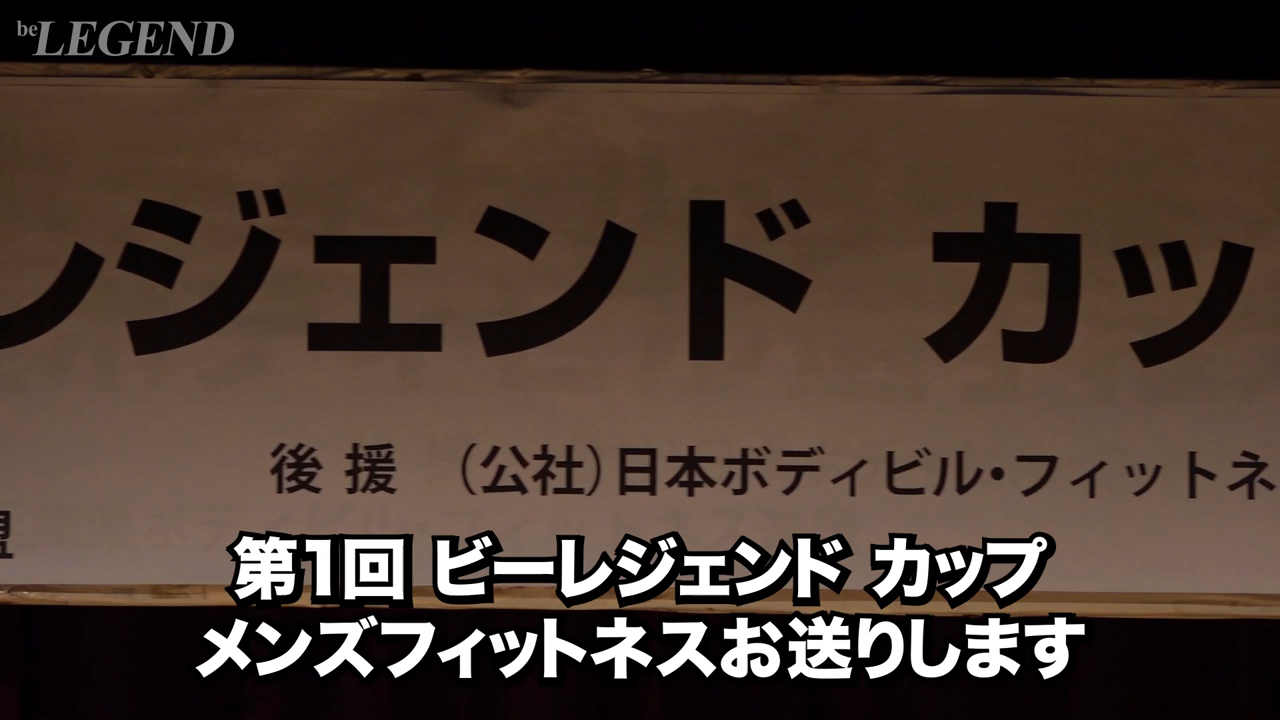 beLEGEND
レジェンド カッ
後援 (公社)日本ボディビル・フィットネ
盟
第1回 ビーレジェンド カップ
メンズフィットネスお送りします